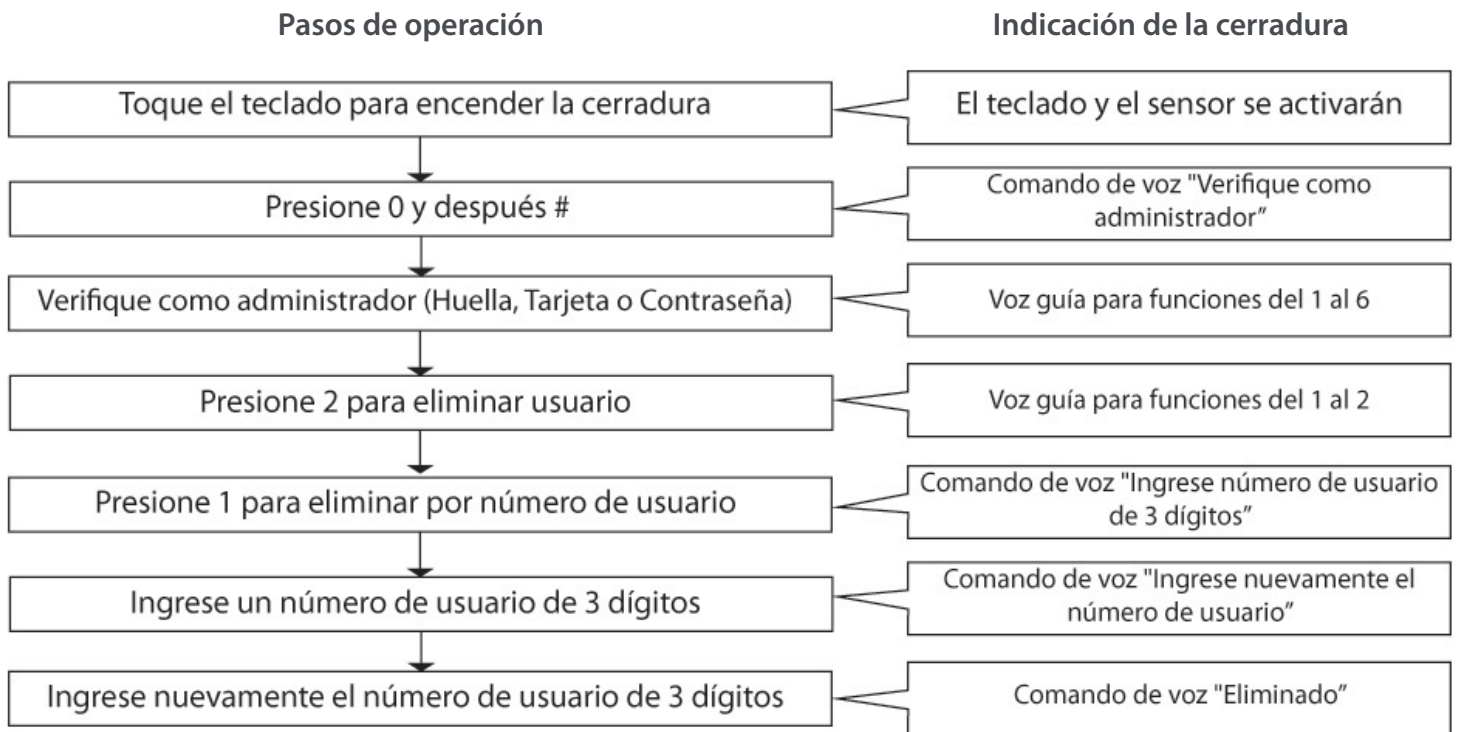 Pasos de operación
Indicación de la cerradura
Toque el teclado para encender la cerradura
El teclado y el sensor se activarán
Presione 0 y después #
Comando de voz "Verifique como
administrador”
Verifique como administrador (Huella, Tarjeta o Contraseña)
Voz guía para funciones del 1 al 6
Presione 2 para eliminar usuario
Voz guía para funciones del 1 al 2
Presione 1 para eliminar por número de usuario
Comando de voz "Ingrese número de usuario
de 3 dígitos”
Ingrese un número de usuario de 3 dígitos
Comando de voz "Ingrese nuevamente el
número de usuario”
Ingrese nuevamente el número de usuario de 3 dígitos
Comando de voz "Eliminado”